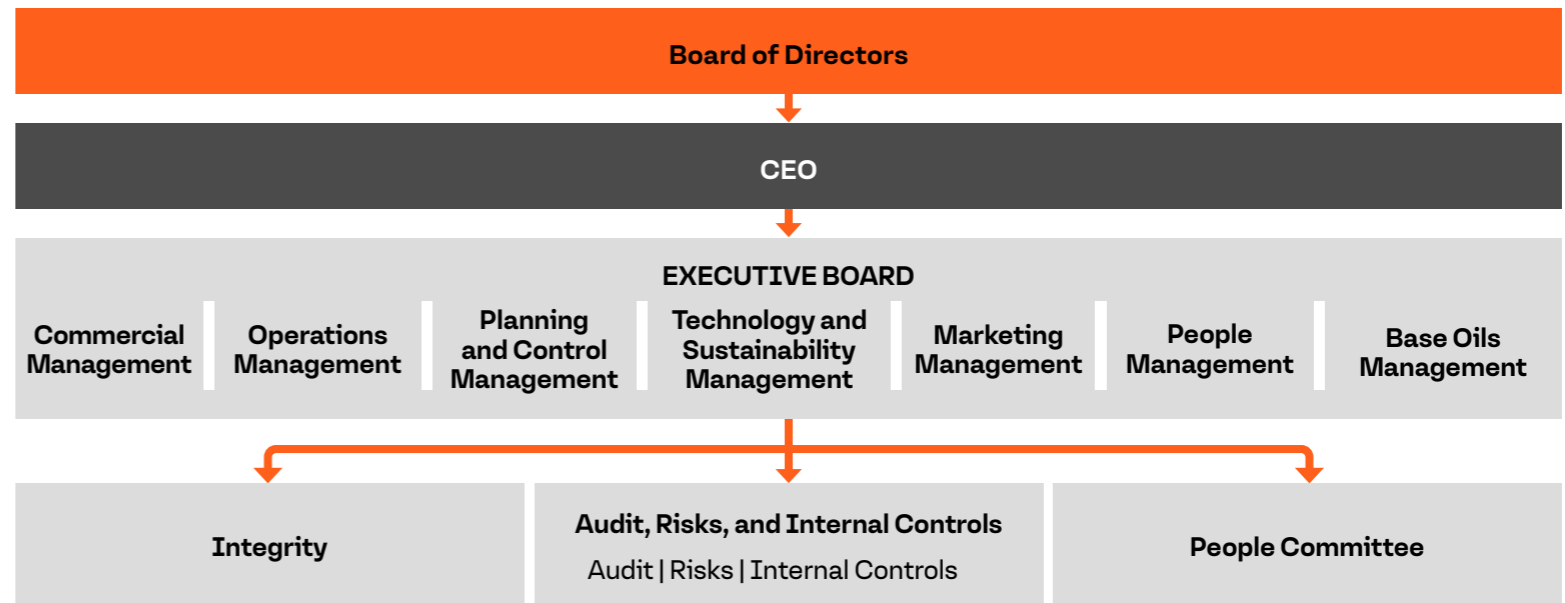 Board of Directors
CEO
EXECUTIVE BOARD
Commercial
Management
Operations
Management
Planning
and Control
Management
Technology and
Sustainability
Management
Marketing
Management
People
Management
Base Oils
Management
Integrity
Audit, Risks, and Internal Controls
Audit | Risks | Internal Controls
People Committee